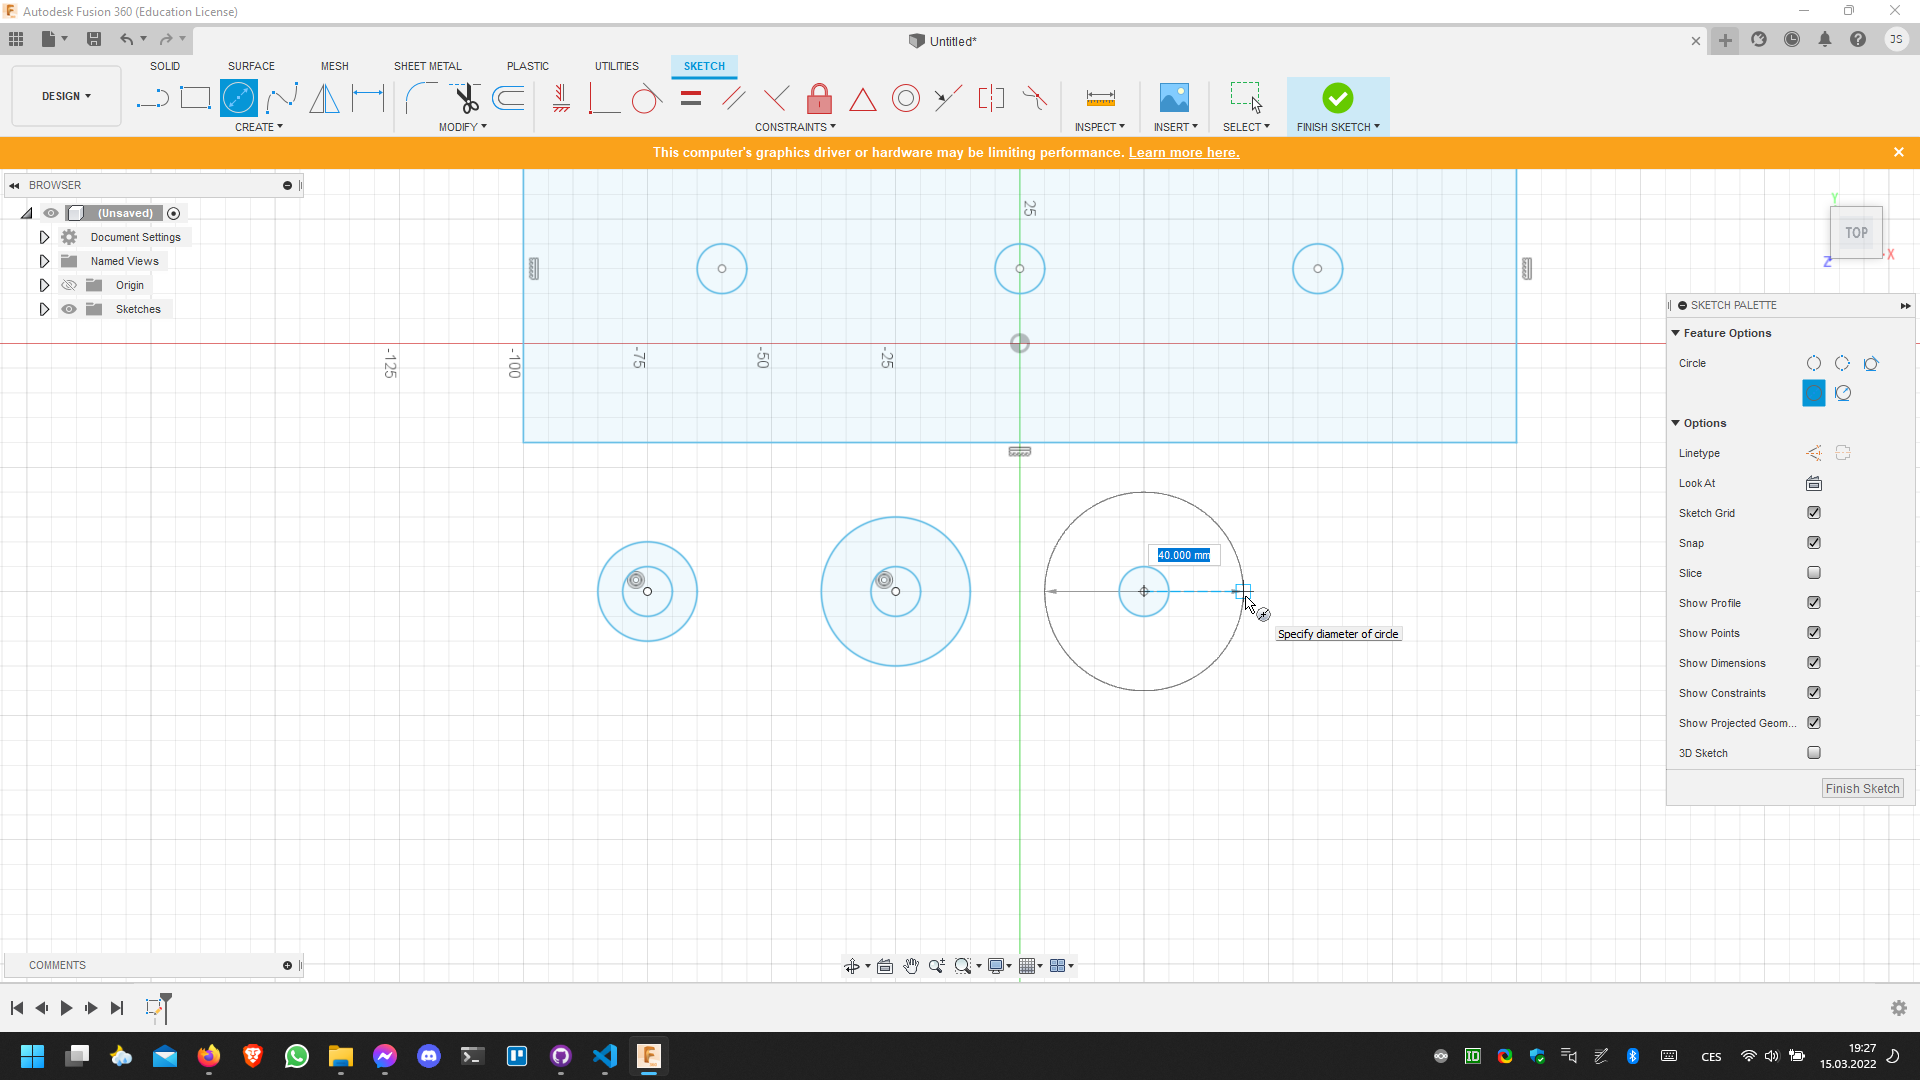 Autodesk Fusion 360 (Education License)
Untitled*
JS
DESIGN
SOLID
SURFACE
MESH
SHEET METAL
PLASTIC
UTILITIES
SKETCH
CREATE
MODIFY
CONSTRAINTS
INSPECT
INSERT
SELECT
FINISH SKETCH
This computer's graphics driver or hardware may be limiting performance. Learn more here.
BROWSER
(Unsaved)
Document Settings
Named Views
Origin
Sketches
25
-125
-100
-75
-50
-25
Y
TOP
X
Z
40.000 mm
Specify diameter of circle
SKETCH PALETTE
Feature Options
Circle
Options
Linetype
Look At
Sketch Grid
Snap
Slice
Show Profile
Show Points
Show Dimensions
Show Constraints
Show Projected Geom...
3D Sketch
Finish Sketch
COMMENTS
ID
CES
19:27
15.03.2022